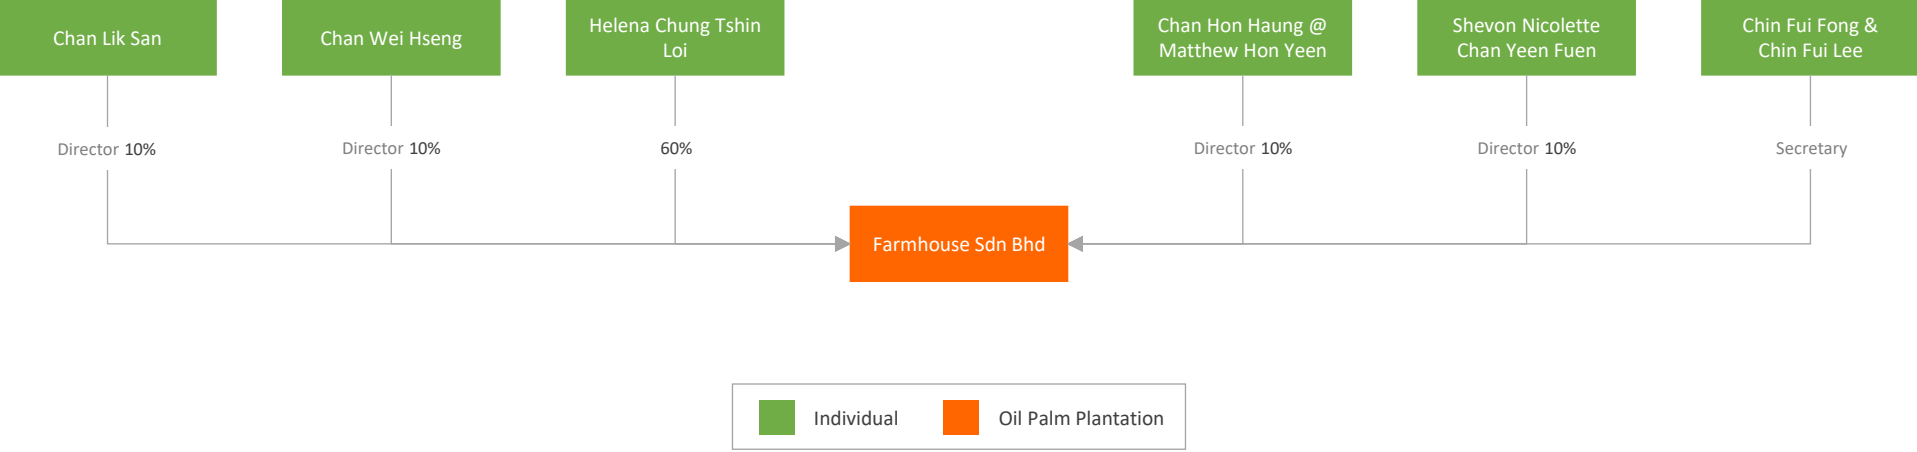 Chan Lik San
Chan Wei Hseng
Helena Chung Tshin
Loi
Chan Hon Haung @
Matthew Hon Yeen
Shevon Nicolette
Chan Yeen Fuen
Chin Fui Fong &
Chin Fui Lee
Director 10%
Director 10%
60%
Director 10%
Director 10%
Secretary
Farmhouse Sdn Bhd
Individual
Oil Palm Plantation